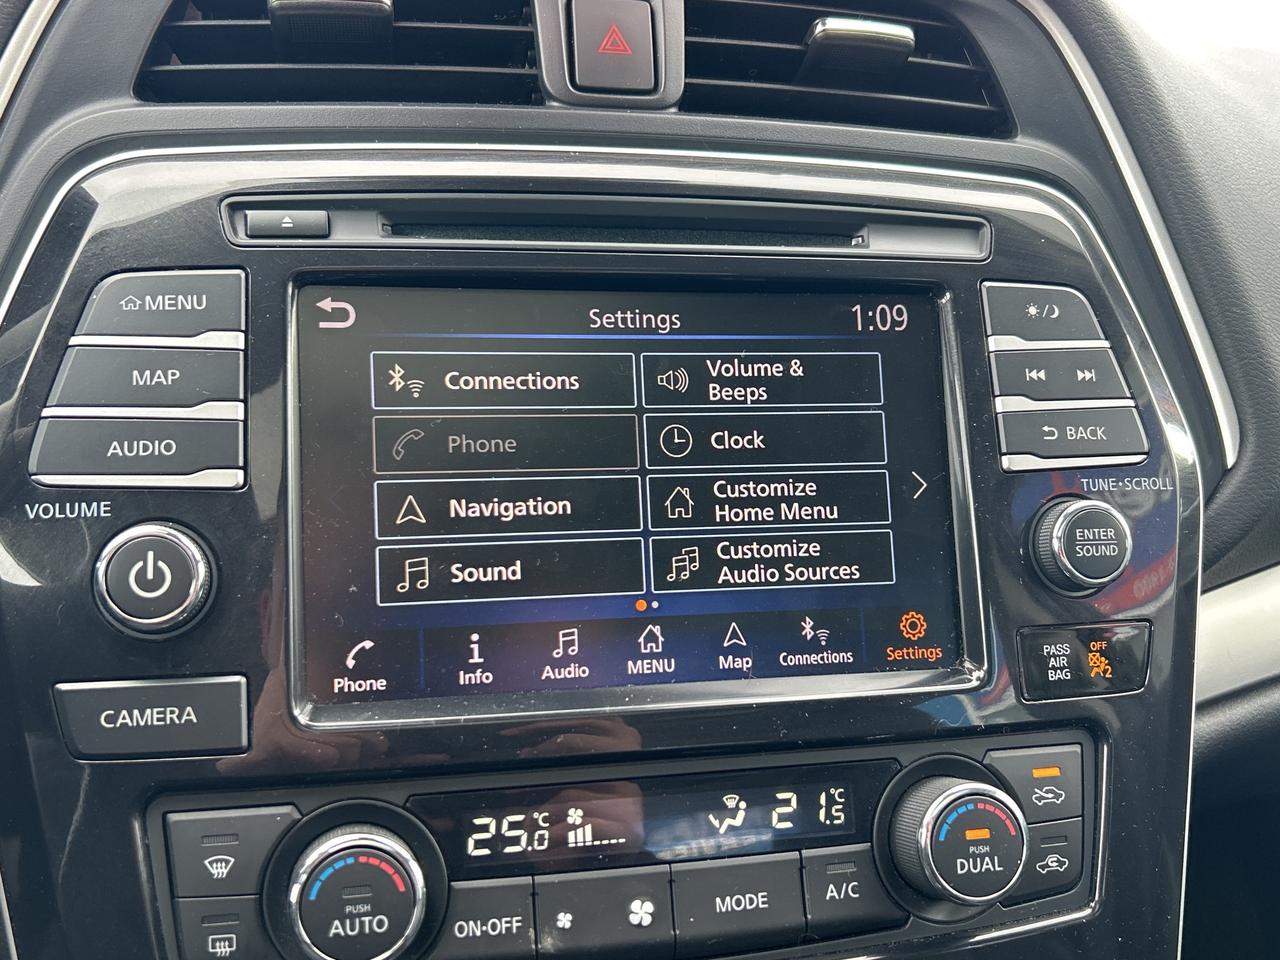 MENU
MAP
AUDIO
VOLUME
CAMERA
Settings
1:09
Connections
Volume &
Beeps
Phone
Clock
Navigation
Customize
Home Menu
Sound
Customize
Audio Sources
Phone
Info
Audio
MENU
Map
Connections
Settings
BACK
TUNE·SCROLL
ENTER
SOUND
PASS
AIR
BAG
OFF
2
25.0 °C
21.5 °C
PUSH
AUTO
ON·OFF
MODE
A/C
PUSH
DUAL